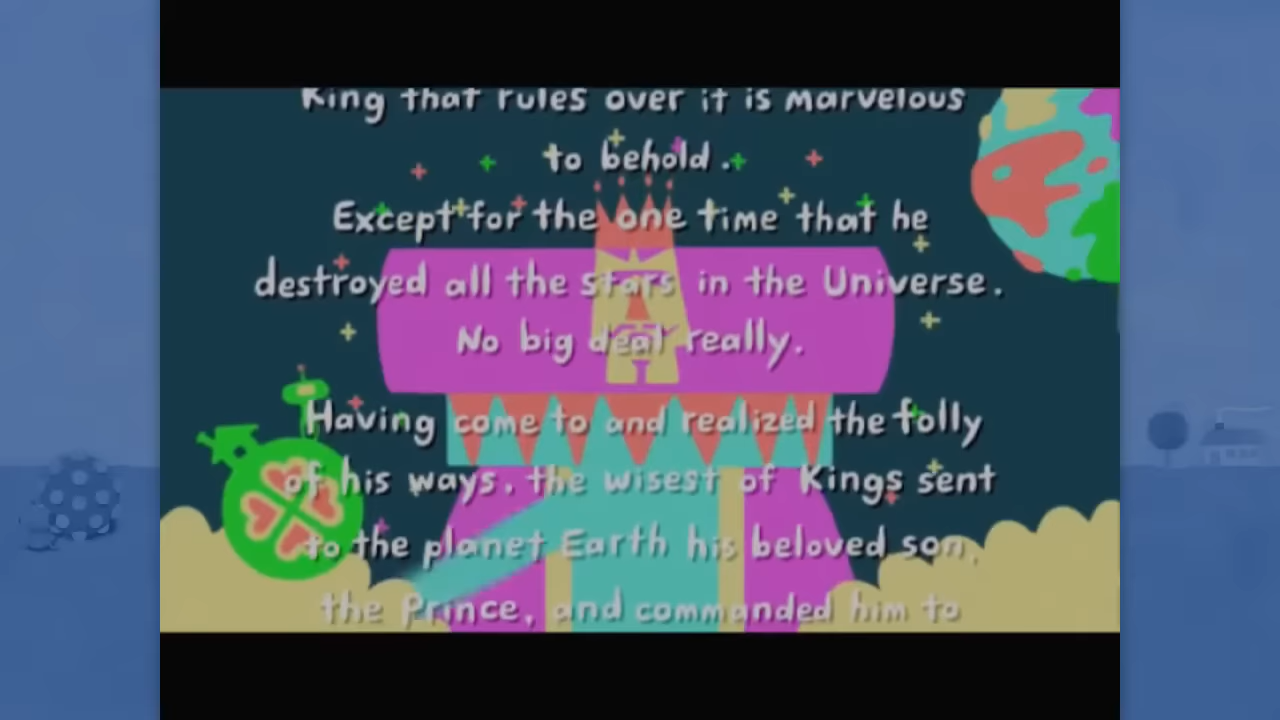 King that rules over it is marvelous
to behold.
Except for the one time that he
destroyed all the stars in the Universe.
No big deal really.
Having come to and realized the folly
of his ways, the wisest of Kings sent
to the planet Earth his beloved son,
the Prince, and commanded him to